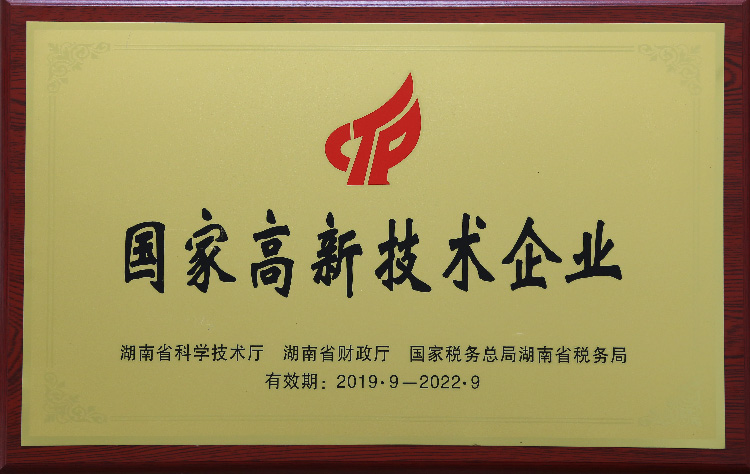 CTP
国家高新技术企业
湖南省科学技术厅 湖南省财政厅 国家税务总局湖南省税务局
有效期：2019·9—2022·9